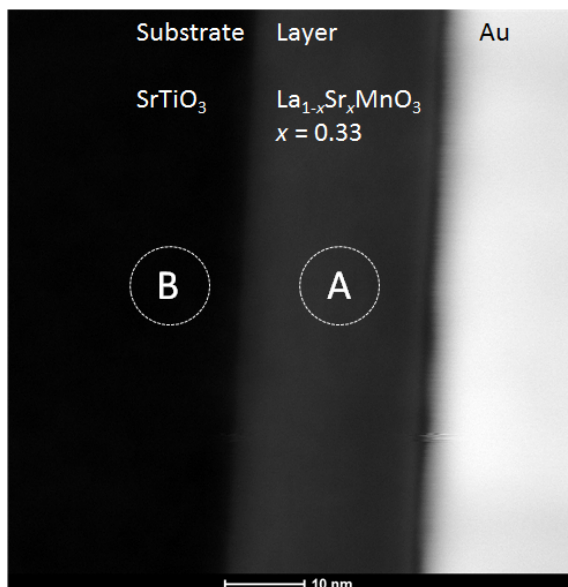 Substrate Layer Au
SrTiO₃ La₁₋ₓSrₓMnO₃
x = 0.33
B A
10 nm